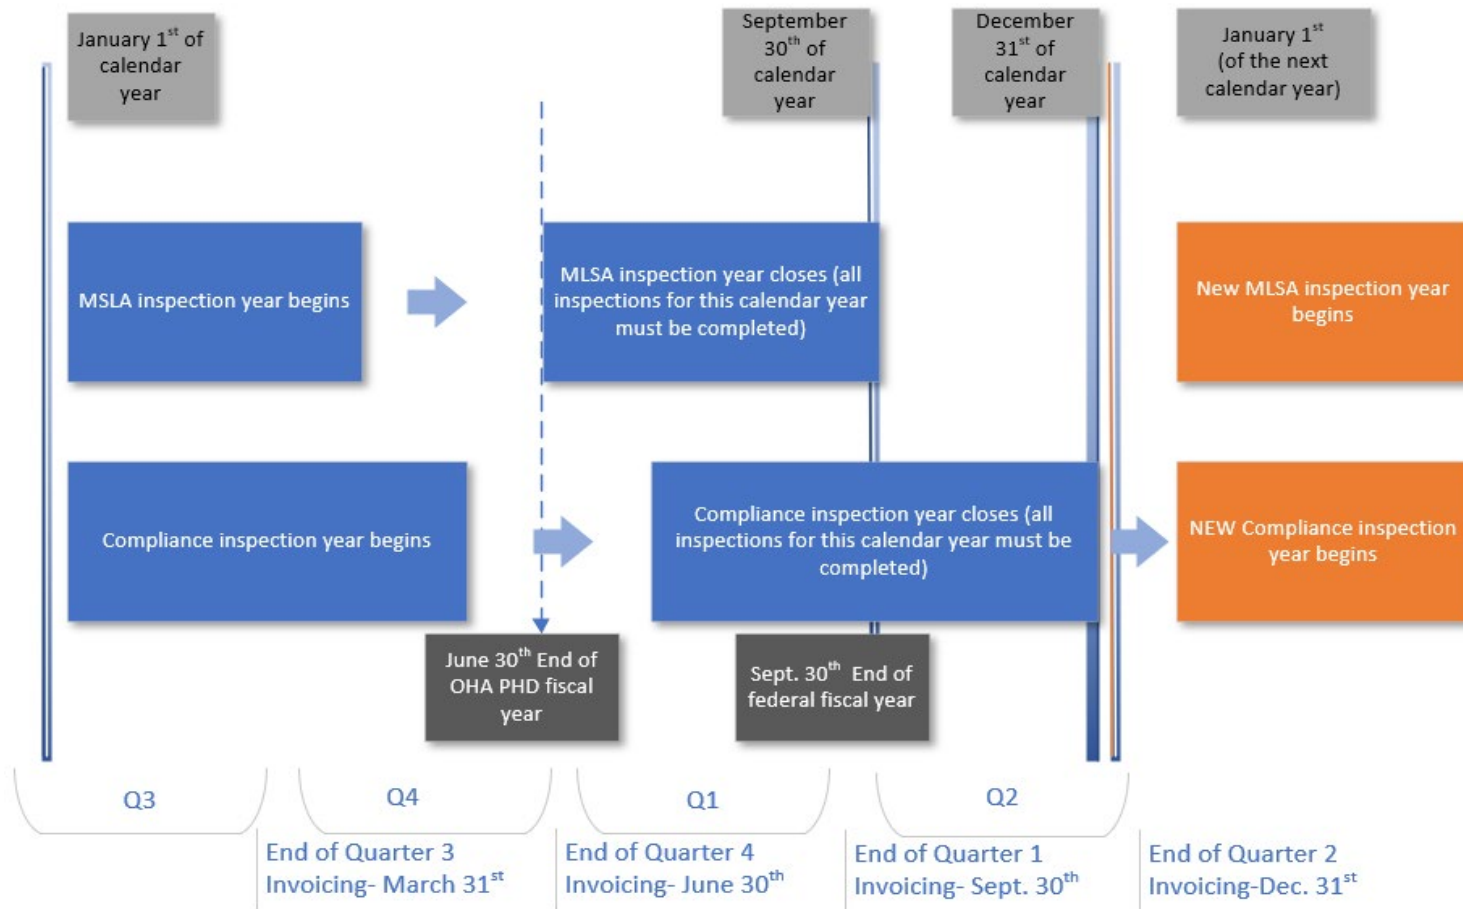 January 1st of
calendar
year
September
30th of
calendar
year
December
31st of
calendar
year
January 1st
(of the next
calendar year)
MSLA inspection year begins
MLSA inspection year closes (all
inspections for this calendar year
must be completed)
New MLSA inspection year
begins
Compliance inspection year begins
Compliance inspection year closes (all
inspections for this calendar year must be
completed)
NEW Compliance inspection
year begins
June 30th End of
OHA PHD fiscal
year
Sept. 30th End of
federal fiscal year
Q3
Q4
Q1
Q2
End of Quarter 3
Invoicing- March 31st
End of Quarter 4
Invoicing- June 30th
End of Quarter 1
Invoicing- Sept. 30th
End of Quarter 2
Invoicing-Dec. 31st